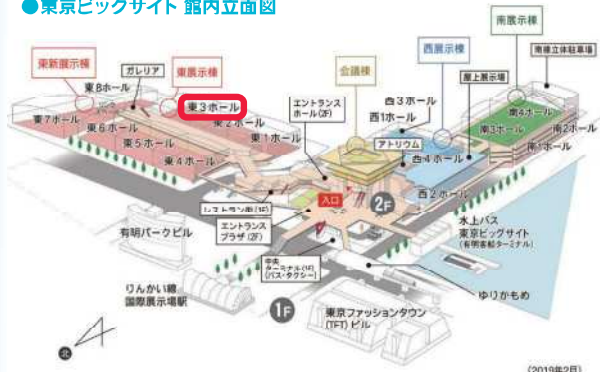 ●東京ビッグサイト 館内立面図
南展示棟
西展示棟
南棟立体駐車場
東新展示棟
ガレリア
東展示棟
会議棟
屋上展示場
東8ホール
東3ホール
エントランス
ホール(2F)
西3ホール
西1ホール
南4ホール
東7ホール
東6ホール
東2ホール
南3ホール
南2ホール
東5ホール
東1ホール
アトリウム
南1ホール
東4ホール
西4ホール
西2ホール
入口
2F
レストラン街(1F)
エントランス
プラザ(2F)
有明パークビル
水上バス
東京ビッグサイト
(有明客船ターミナル)
中央
ターミナル(1F)
(バス・タクシー)
りんかい線
国際展示場駅
ゆりかもめ
1F
東京ファッションタウン
(TFT)ビル
北
(2019年2月)